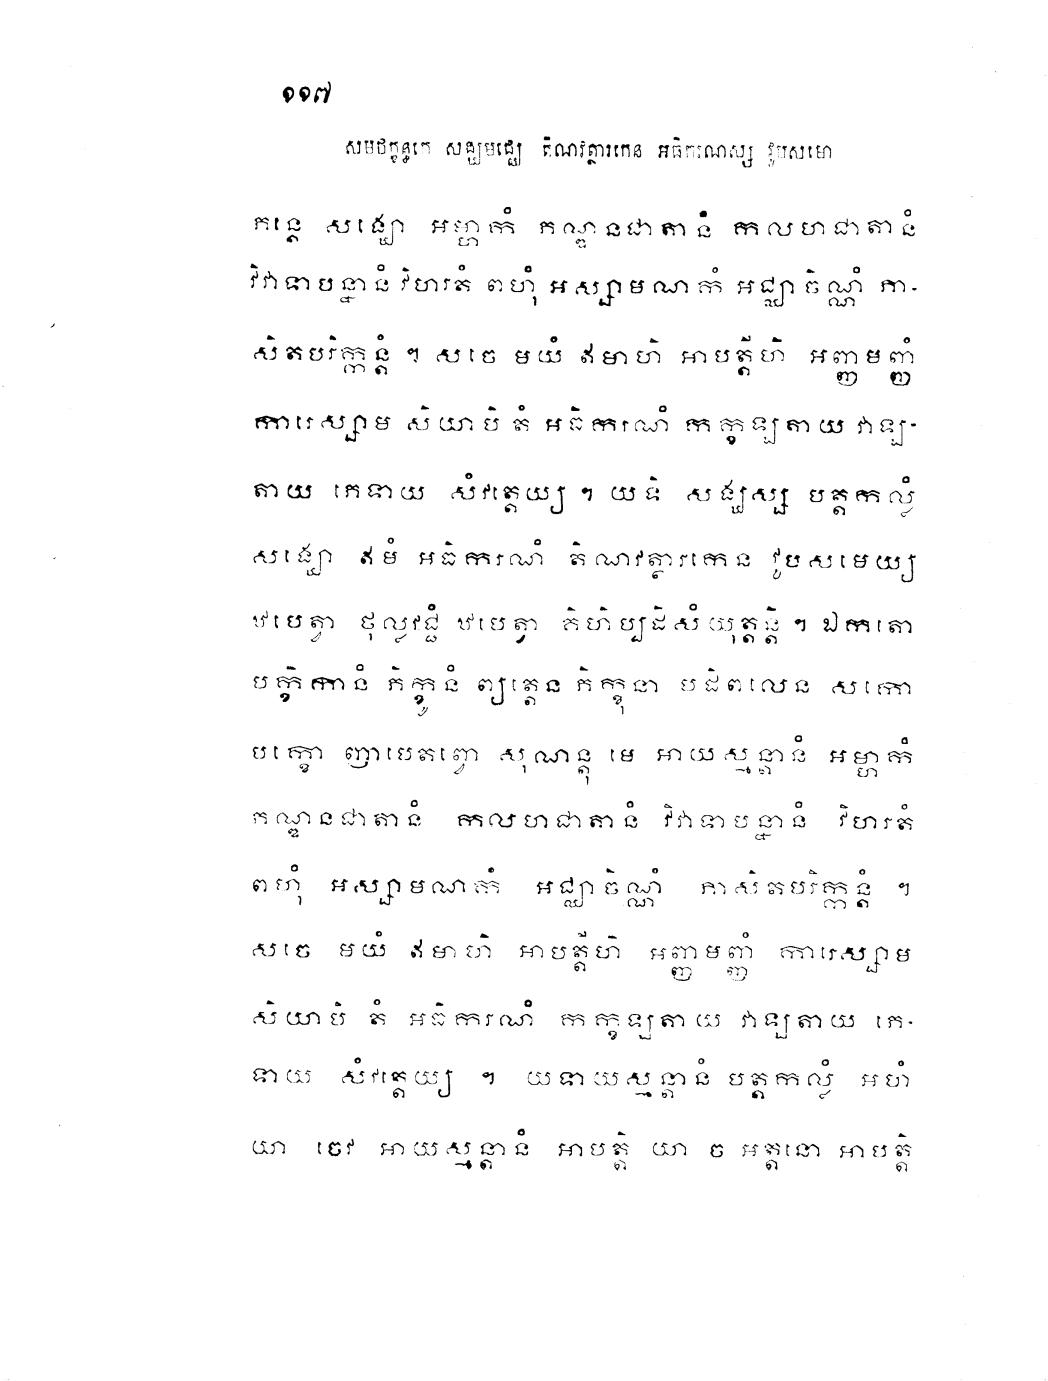 ១១៧
សមថក្ខន្ធកេ សង្ឃមជ្ឈេ តិណវត្ថារកេន អធិករណស្ស វូបសមោ
ភន្តេ សង្ឃោ អម្ហាកំ ភណ្ឌនជាតានំ កលហជាតានំ
វិវាទាបន្នានំ វិហរតំ ពហុំ អស្សាមណកំ អជ្ឈាចិណ្ណំ ភា-
សិតបរិក្កន្តំ ។ សចេ មយំ ឥមាហិ អាបត្តីហិ អញ្ញមញ្ញំ
ការេស្សាម សិយាបិ តំ អធិករណំ កក្ខឡតាយ វាឡ-
តាយ ភេទាយ សំវត្តេយ្យ ។ យទិ សង្ឃស្ស បត្តកល្លំ
សង្ឃោ ឥមំ អធិករណំ តិណវត្ថារកេន វូបសមេយ្យ
ឋបេត្វា ថុល្លវជ្ជំ ឋបេត្វា គិហិប្បដិសំយុត្តន្តិ ។ ឯកតោ
បក្ខិកានំ ភិក្ខូនំ ព្យត្តេន ភិក្ខុនា បដិពលេន សកោ
បក្ខោ ញាបេតព្វោ សុណន្តុ មេ អាយស្មន្តានំ អម្ហាកំ
ភណ្ឌនជាតានំ កលហជាតានំ វិវាទាបន្នានំ វិហរតំ
ពហុំ អស្សាមណកំ អជ្ឈាចិណ្ណំ ភាសិតបរិក្កន្តំ ។
សចេ មយំ ឥមាហិ អាបត្តីហិ អញ្ញមញ្ញំ ការេស្សាម
សិយាបិ តំ អធិករណំ កក្ខឡតាយ វាឡតាយ ភេ-
ទាយ សំវត្តេយ្យ ។ យទាយស្មន្តានំ បត្តកល្លំ អហំ
យា ចេវ អាយស្មន្តានំ អាបត្តិ យា ច អត្តនោ អាបត្តិ